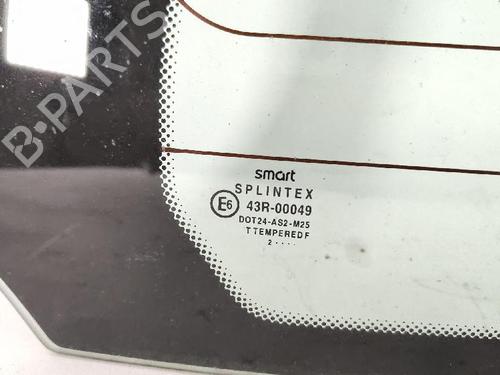 B-PARTS
smart
SPLINTEX
E6 43R-00049
DOT24-AS2-M25
TTEMPEREDF
2 ....